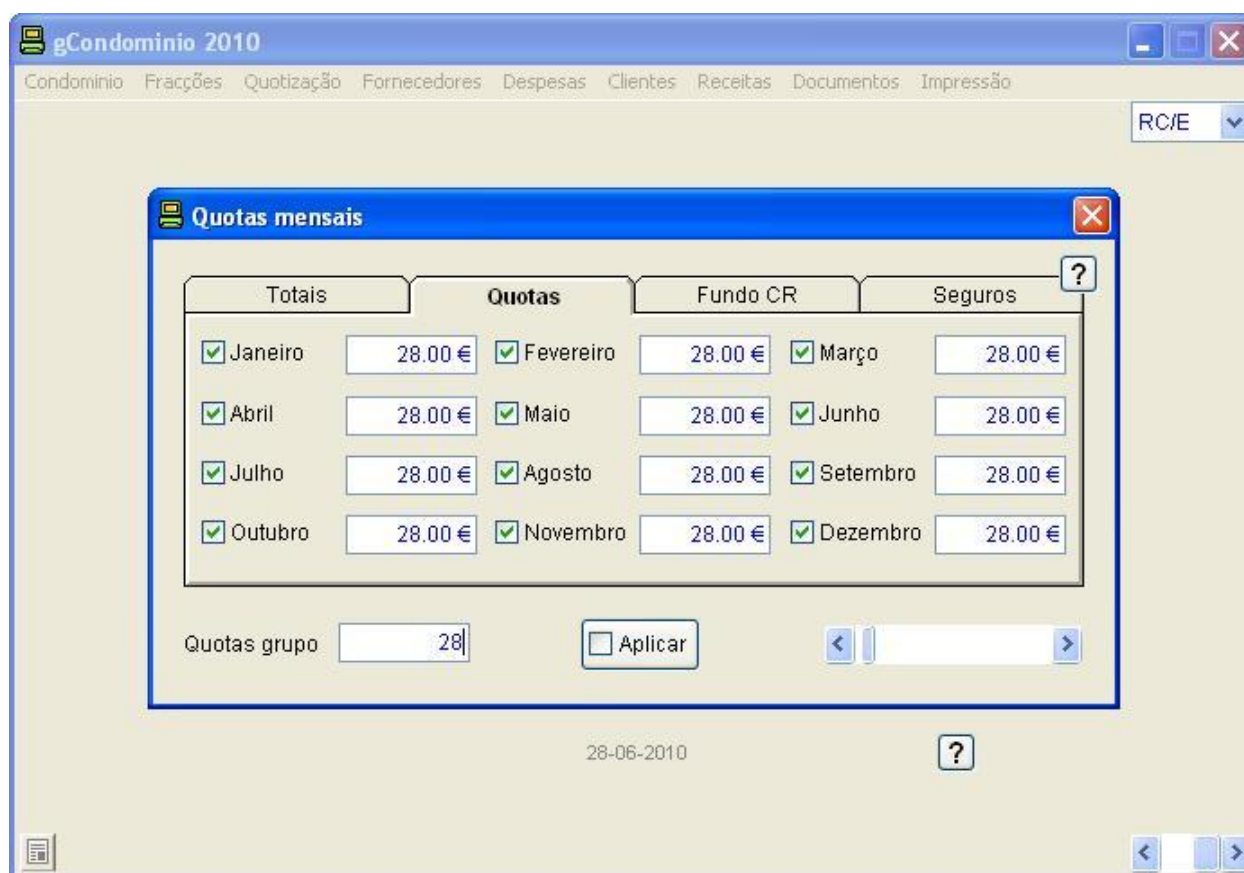 gCondominio 2010
Condominio Fracções Quotização Fornecedores Despesas Clientes Receitas Documentos Impressão
RC/E
Quotas mensais
?
Totais Quotas Fundo CR Seguros
Janeiro 28.00 € Fevereiro 28.00 € Março 28.00 €
Abril 28.00 € Maio 28.00 € Junho 28.00 €
Julho 28.00 € Agosto 28.00 € Setembro 28.00 €
Outubro 28.00 € Novembro 28.00 € Dezembro 28.00 €
Quotas grupo 28 Aplicar
28-06-2010 ?